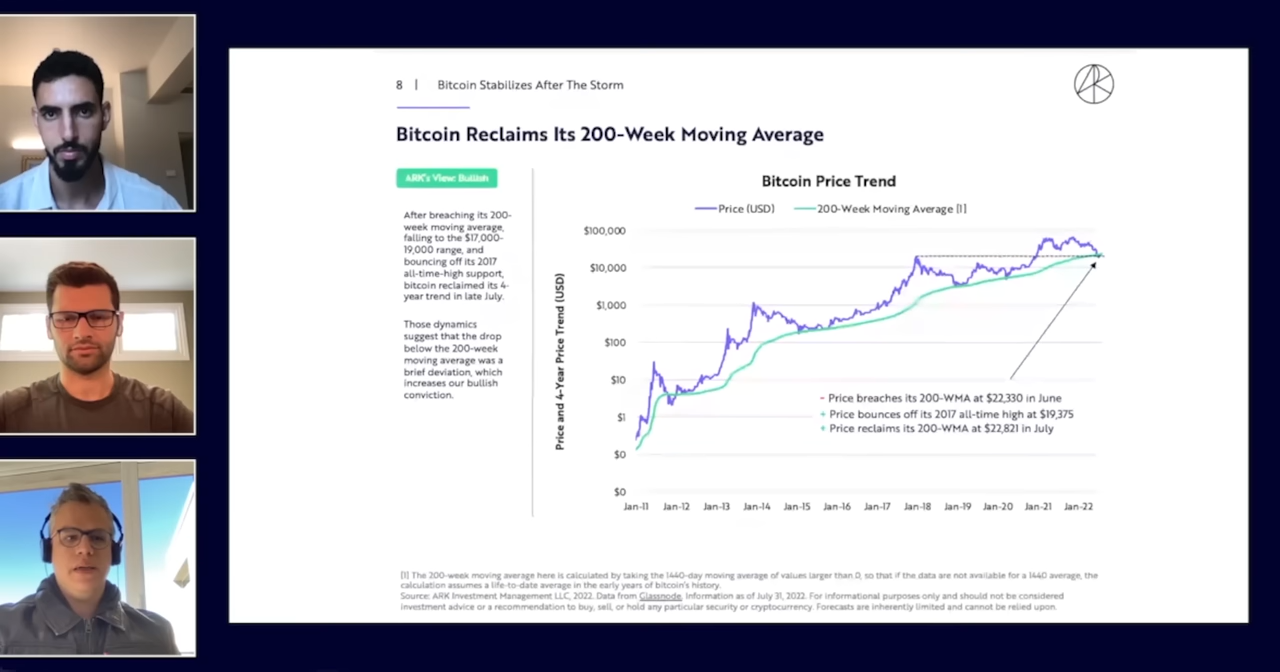 8 | Bitcoin Stabilizes After The Storm
Bitcoin Reclaims Its 200-Week Moving Average
ARK's View: Bullish
After breaching its 200-
week moving average,
falling to the $17,000-
19,000 range, and
bouncing off its 2017
all-time-high support,
bitcoin reclaimed its 4-
year trend in late July.
Those dynamics
suggest that the drop
below the 200-week
moving average was a
brief deviation, which
increases our bullish
conviction.
Bitcoin Price Trend
Price (USD) 200-Week Moving Average [1]
Price and 4-Year Price Trend (USD)
$100,000
$10,000
$1,000
$100
$10
$1
$0
$0
- Price breaches its 200-WMA at $22,330 in June
+ Price bounces off its 2017 all-time high at $19,375
+ Price reclaims its 200-WMA at $22,821 in July
Jan-11 Jan-12 Jan-13 Jan-14 Jan-15 Jan-16 Jan-17 Jan-18 Jan-19 Jan-20 Jan-21 Jan-22
[1] The 200-week moving average here is calculated by taking the 1440-day moving average of values larger than 0, so that if the data are not available for a 1440 average, the
calculation assumes a life-to-date average in the early years of bitcoin's history.
Source: ARK Investment Management LLC, 2022. Data from Glassnode. Information as of July 31, 2022. For informational purposes only and should not be considered
investment advice or a recommendation to buy, sell, or hold any particular security or cryptocurrency. Forecasts are inherently limited and cannot be relied upon.